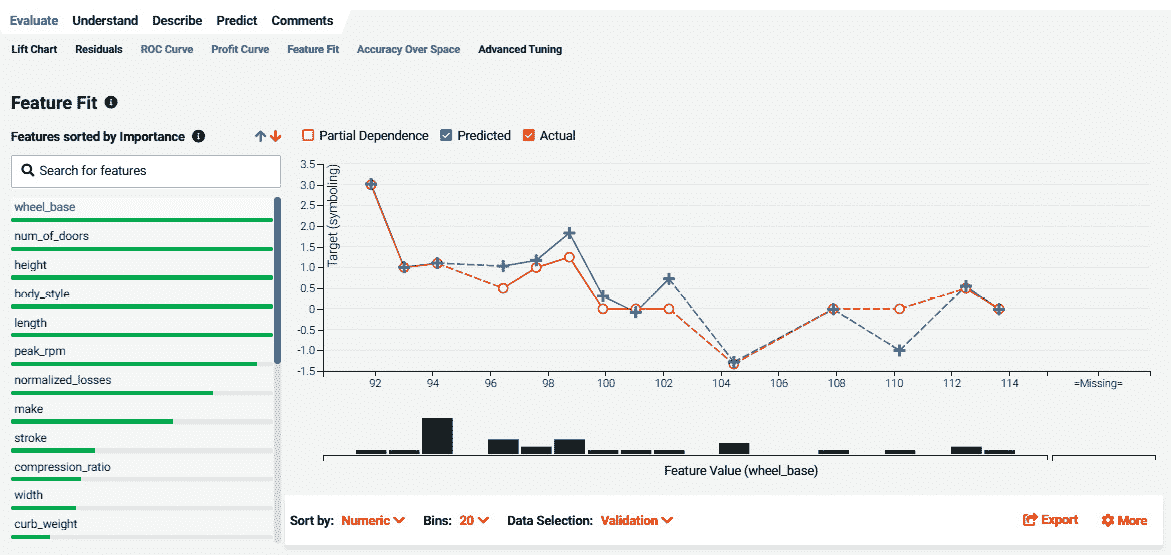 Evaluate Understand Describe Predict Comments
Lift Chart Residuals ROC Curve Profit Curve Feature Fit Accuracy Over Space Advanced Tuning
Feature Fit
Features sorted by Importance
Search for features
wheel_base
num_of_doors
height
body_style
length
peak_rpm
normalized_losses
make
stroke
compression_ratio
width
curb_weight
Partial Dependence Predicted Actual
Target (symboling)
3.5
3.0
2.5
2.0
1.5
1.0
0.5
0
-0.5
-1.0
-1.5
92 94 96 98 100 102 104 106 108 110 112 114 =Missing=
Feature Value (wheel_base)
Sort by: Numeric Bins: 20 Data Selection: Validation Export More